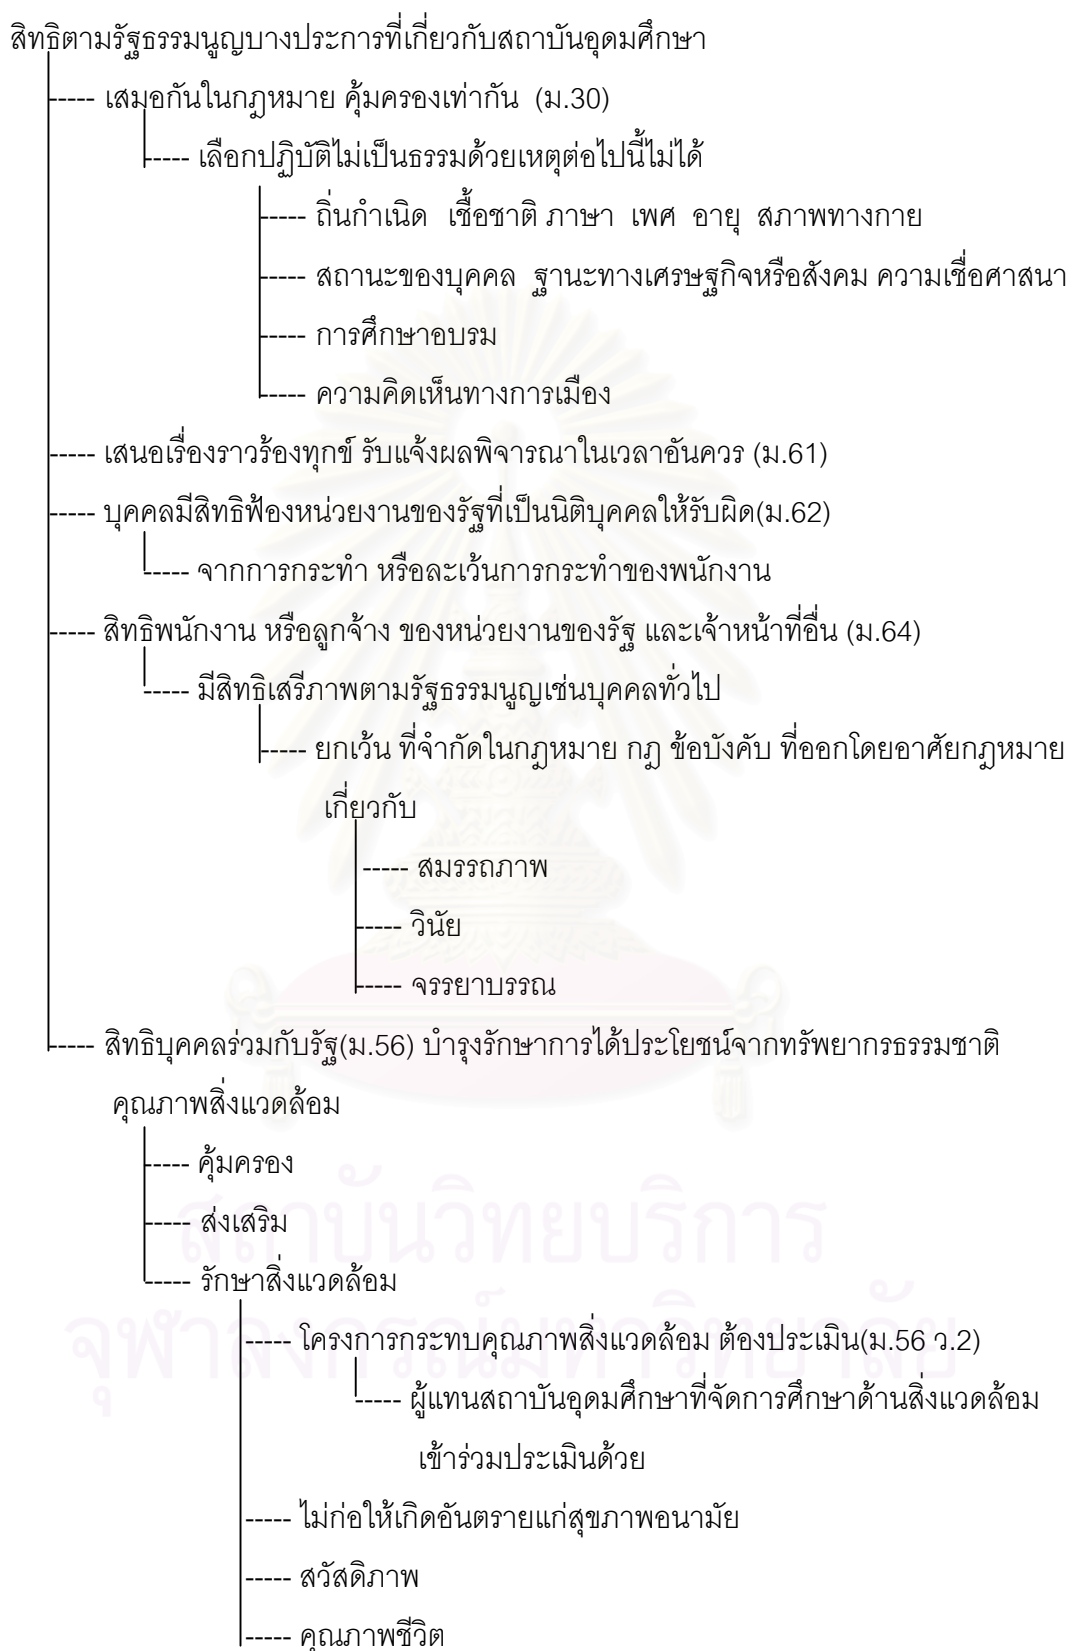 สิทธิตามรัฐธรรมนูญบางประการที่เกี่ยวกับสถาบันอุดมศึกษา
----- เสมอกันในกฎหมาย คุ้มครองเท่ากัน (ม.30)
----- เลือกปฏิบัติไม่เป็นธรรมด้วยเหตุต่อไปนี้ไม่ได้
----- ถิ่นกำเนิด เชื้อชาติ ภาษา เพศ อายุ สภาพทางกาย
----- สถานะของบุคคล ฐานะทางเศรษฐกิจหรือสังคม ความเชื่อศาสนา
----- การศึกษาอบรม
----- ความคิดเห็นทางการเมือง
----- เสนอเรื่องราวร้องทุกข์ รับแจ้งผลพิจารณาในเวลาอันควร (ม.61)
----- บุคคลมีสิทธิฟ้องหน่วยงานของรัฐที่เป็นนิติบุคคลให้รับผิด(ม.62)
----- จากการกระทำ หรือละเว้นการกระทำของพนักงาน
----- สิทธิพนักงาน หรือลูกจ้าง ของหน่วยงานของรัฐ และเจ้าหน้าที่อื่น (ม.64)
----- มีสิทธิเสรีภาพตามรัฐธรรมนูญเช่นบุคคลทั่วไป
----- ยกเว้น ที่จำกัดในกฎหมาย กฎ ข้อบังคับ ที่ออกโดยอาศัยกฎหมาย
เกี่ยวกับ
----- สมรรถภาพ
----- วินัย
----- จรรยาบรรณ
----- สิทธิบุคคลร่วมกับรัฐ(ม.56) บำรุงรักษาการได้ประโยชน์จากทรัพยากรธรรมชาติ
คุณภาพสิ่งแวดล้อม
----- คุ้มครอง
----- ส่งเสริม
----- รักษาสิ่งแวดล้อม
----- โครงการกระทบคุณภาพสิ่งแวดล้อม ต้องประเมิน(ม.56 ว.2)
----- ผู้แทนสถาบันอุดมศึกษาที่จัดการศึกษาด้านสิ่งแวดล้อม
เข้าร่วมประเมินด้วย
----- ไม่ก่อให้เกิดอันตรายแก่สุขภาพอนามัย
----- สวัสดิภาพ
----- คุณภาพชีวิต
สถาบันวิทยบริการ
จุฬาลงกรณ์มหาวิทยาลัย